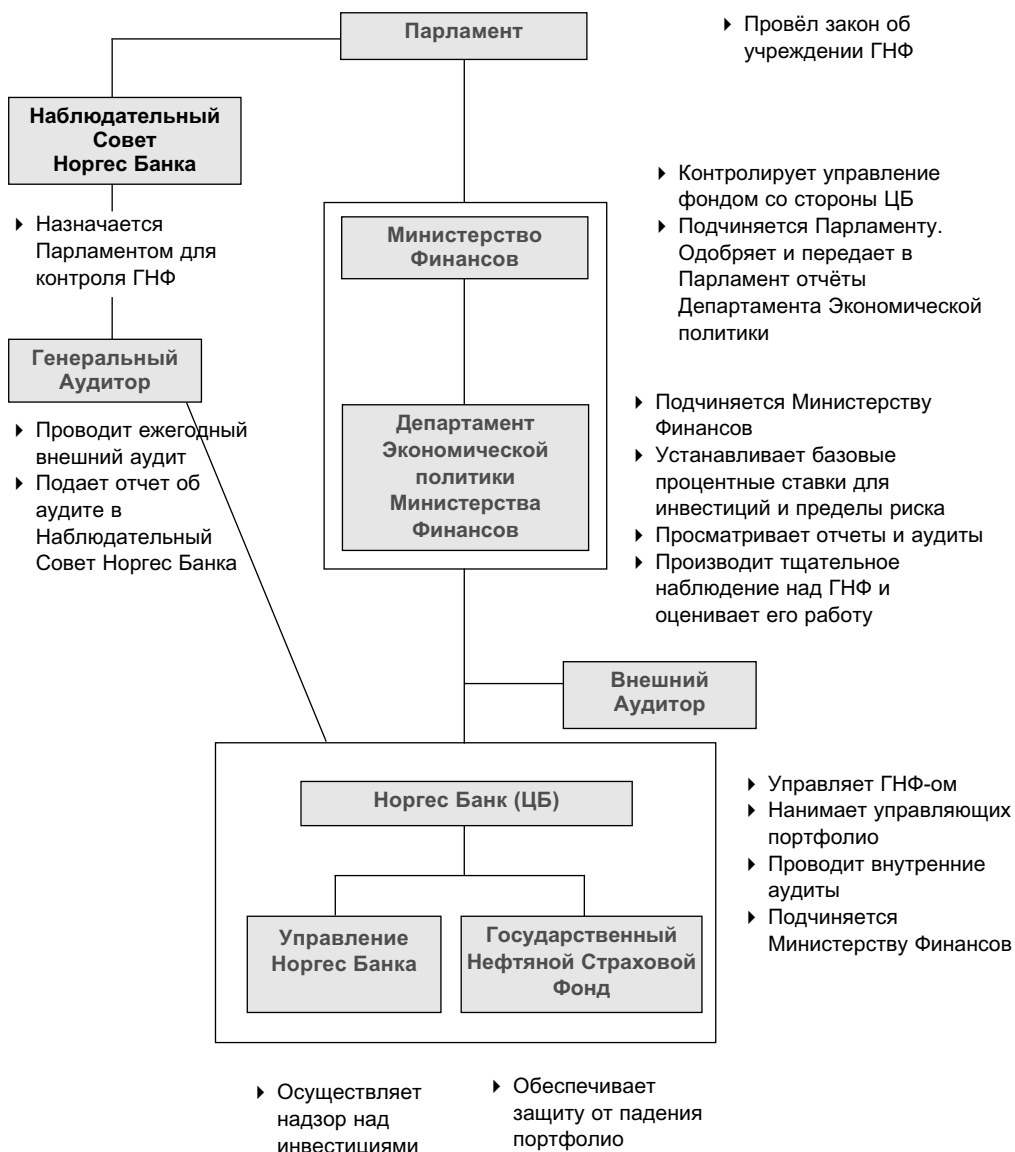 Парламент
▸ Провёл закон об
учреждении ГНФ
Наблюдательный
Совет
Норгес Банка
▸ Назначается
Парламентом для
контроля ГНФ
Министерство
Финансов
▸ Контролирует управление
фондом со стороны ЦБ
▸ Подчиняется Парламенту.
Одобряет и передает в
Парламент отчёты
Департамента Экономической
политики
Генеральный
Аудитор
▸ Проводит ежегодный
внешний аудит
▸ Подает отчет об
аудите в
Наблюдательный
Совет Норгес Банка
Департамент
Экономической
политики
Министерства
Финансов
▸ Подчиняется Министерству
Финансов
▸ Устанавливает базовые
процентные ставки для
инвестиций и пределы риска
▸ Просматривает отчеты и аудиты
▸ Производит тщательное
наблюдение над ГНФ и
оценивает его работу
Внешний
Аудитор
Норгес Банк (ЦБ)
▸ Управляет ГНФ-ом
▸ Нанимает управляющих
портфолио
▸ Проводит внутренние
аудиты
▸ Подчиняется
Министерству Финансов
Управление
Норгес Банка
Государственный
Нефтяной Страховой
Фонд
▸ Осуществляет
надзор над
инвестициями
▸ Обеспечивает
защиту от падения
портфолио